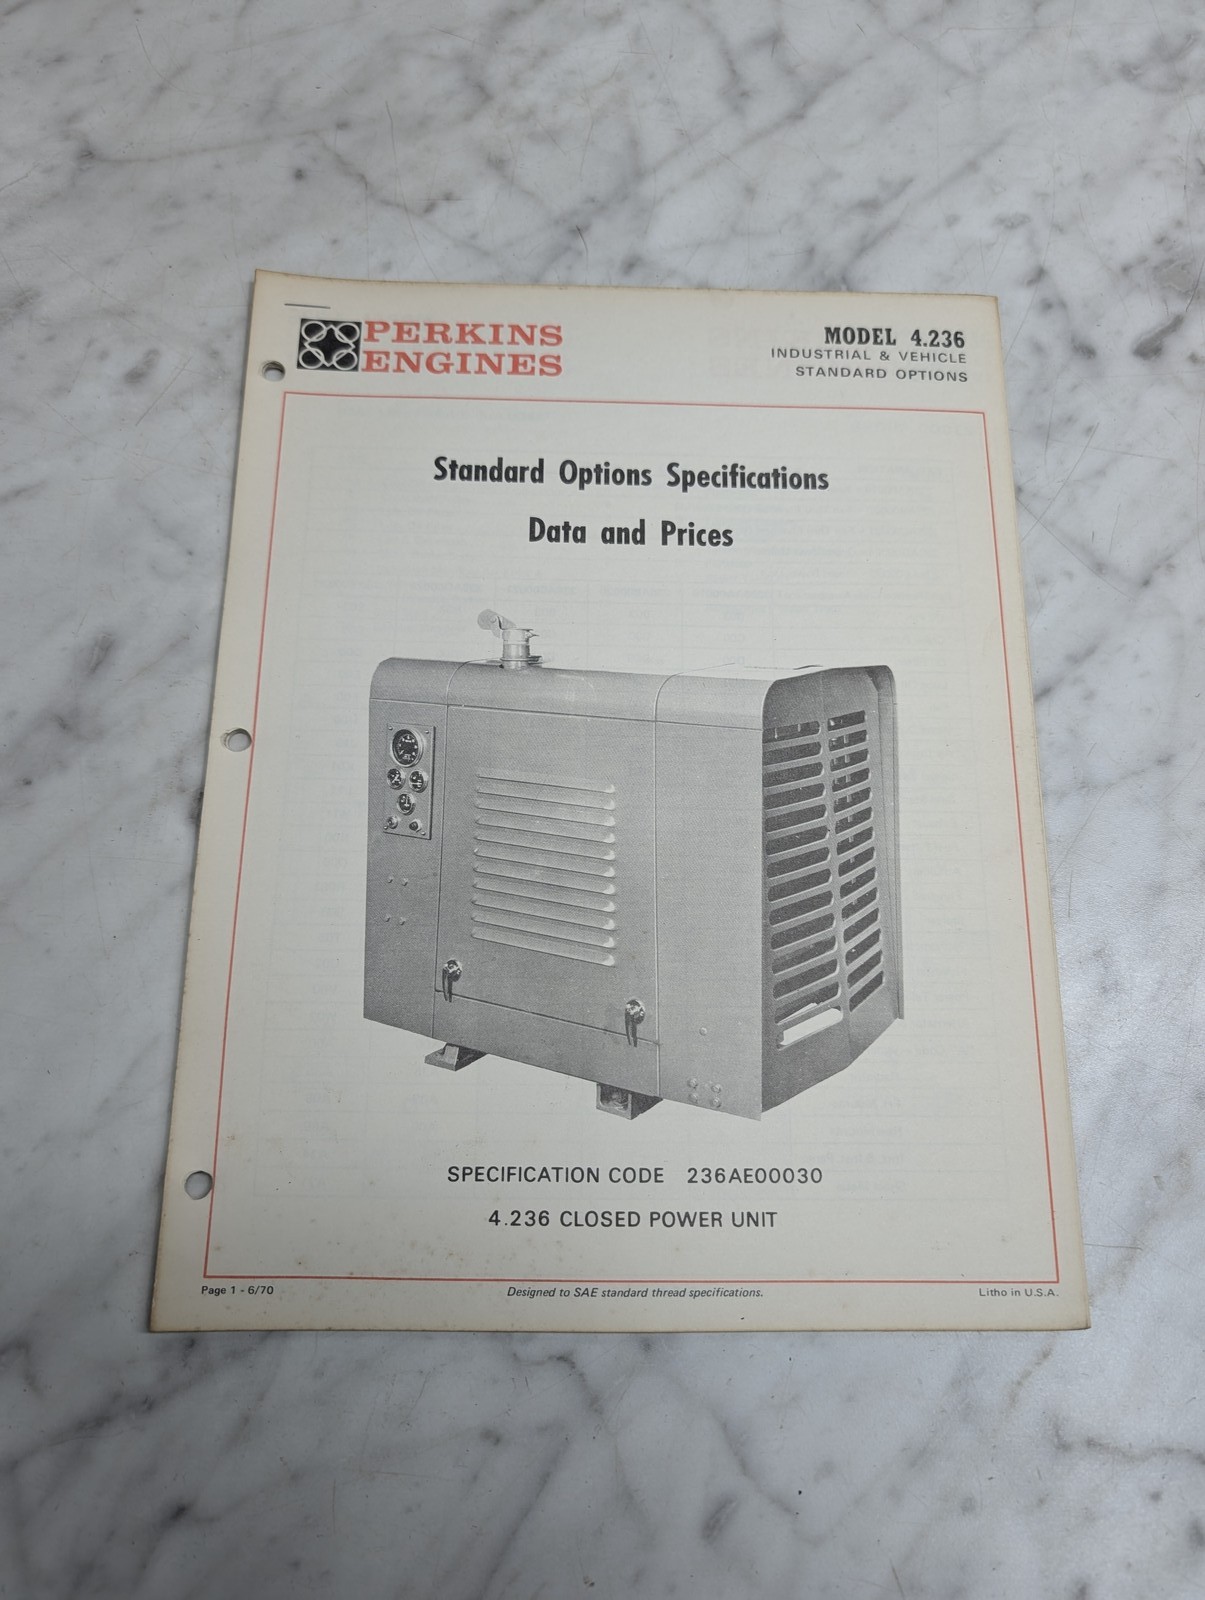 PERKINS
ENGINES
MODEL 4.236
INDUSTRIAL & VEHICLE
STANDARD OPTIONS
Standard Options Specifications
Data and Prices
SPECIFICATION CODE 236AE00030
4.236 CLOSED POWER UNIT
Page 1 - 6/70
Designed to SAE standard thread specifications.
Litho in U.S.A.